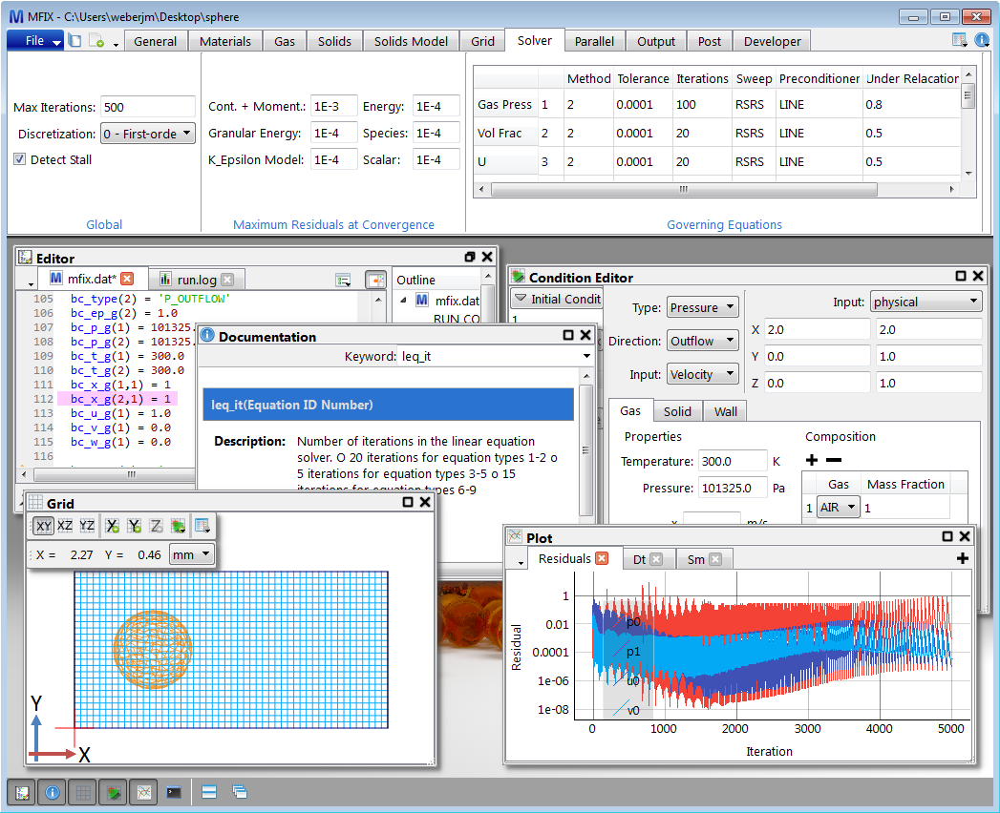 MFIX - C:\Users\weberjm\Desktop\sphere
File General Materials Gas Solids Solids Model Grid Solver Parallel Output Post Developer
Max Iterations: 500
Discretization: 0 - First-orde
Detect Stall
Global
Cont. + Moment.: 1E-3 Energy: 1E-4
Granular Energy: 1E-4 Species: 1E-4
K_Epsilon Model: 1E-4 Scalar: 1E-4
Maximum Residuals at Convergence
Method Tolerance Iterations Sweep Preconditioner Under Relacation
Gas Press 1 2 0.0001 100 RSRS LINE 0.8
Vol Frac 2 2 0.0001 20 RSRS LINE 0.5
U 3 2 0.0001 20 RSRS LINE 0.5
Governing Equations
Editor
mfix.dat* run.log
105 bc_type(2) = 'P_OUTFLOW'
106 bc_ep_g(2) = 1.0
107 bc_p_g(1) = 101325.
108 bc_p_g(2) = 101325.
109 bc_t_g(1) = 300.0
110 bc_t_g(2) = 300.0
111 bc_x_g(1,1) = 1
112 bc_x_g(2,1) = 1
113 bc_u_g(1) = 1.0
114 bc_v_g(1) = 0.0
115 bc_w_g(1) = 0.0
116
Outline
mfix.dat
RUN_CO
Documentation
Keyword: leq_it
leq_it(Equation ID Number)
Description: Number of iterations in the linear equation
solver. O 20 iterations for equation types 1-2 o
5 iterations for equation types 3-5 o 15
iterations for equation types 6-9
Condition Editor
Initial Condit
1
Type: Pressure
Direction: Outflow
Input: Velocity
Input: physical
X 2.0 2.0
Y 0.0 1.0
Z 0.0 1.0
Gas Solid Wall
Properties
Temperature: 300.0 K
Pressure: 101325.0 Pa
x m/s
Composition
Gas Mass Fraction
1 AIR 1
Grid
XY XZ YZ X Y Z
X = 2.27 Y = 0.46 mm
Y
X
Plot
Residuals Dt Sm
Residual
1
0.01
0.0001
1e-06
1e-08
p0
p1
u0
v0
0 1000 2000 3000 4000 5000
Iteration